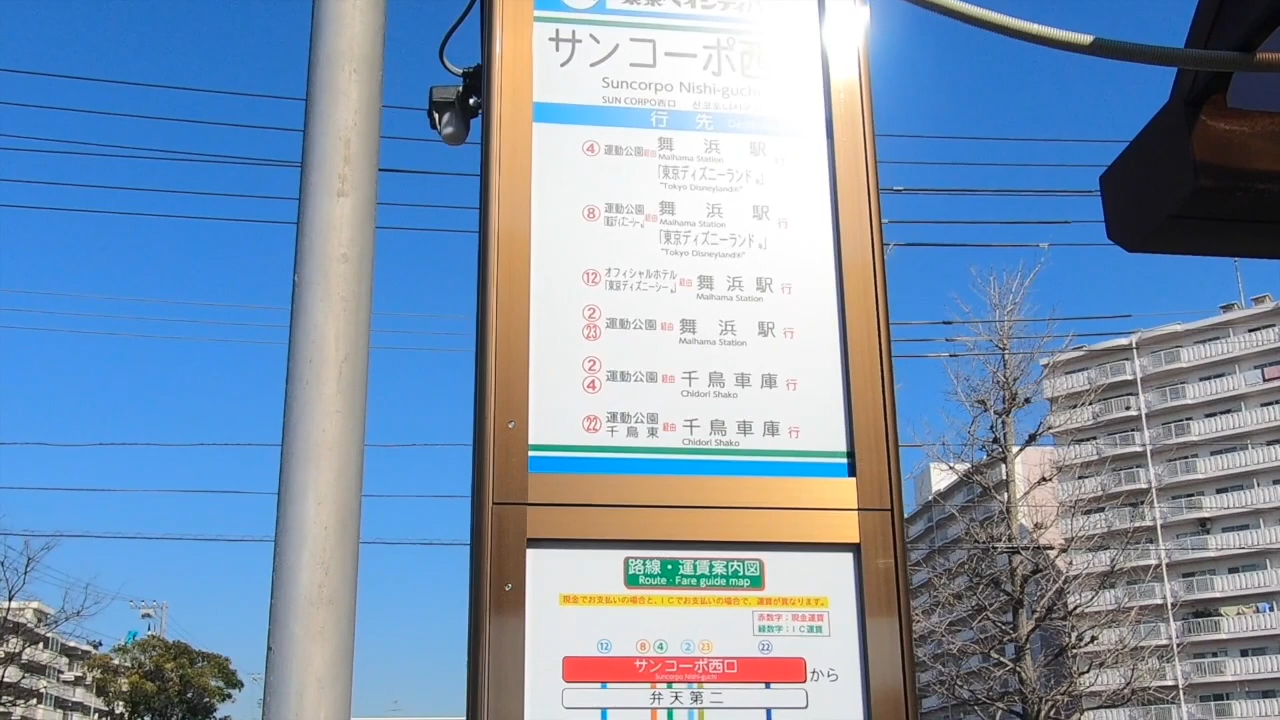 サンコーポ西
Suncorpo Nishi-guchi
SUN CORPO西口
行先
④ 運動公園 経由 舞浜駅
Maihama Station
「東京ディズニーランド®」
"Tokyo Disneyland®"
⑧ 運動公園 「東京ディズニーシー®」 経由 舞浜駅 行
Maihama Station
「東京ディズニーランド®」
"Tokyo Disneyland®"
⑫ オフィシャルホテル 「東京ディズニーシー®」 経由 舞浜駅 行
Maihama Station
② ㉓ 運動公園 経由 舞浜駅 行
Maihama Station
② ④ 運動公園 経由 千鳥車庫 行
Chidori Shako
㉒ 運動公園 千鳥東 経由 千鳥車庫 行
Chidori Shako
路線・運賃案内図
Route・Fare guide map
現金でお支払いの場合と、ICでお支払いの場合で、運賃が異なります。
赤数字：現金運賃
緑数字：IC運賃
⑫ ⑧ ④ ② ㉓ ㉒
サンコーポ西口 から
Suncorpo Nishi-guchi
弁天第二